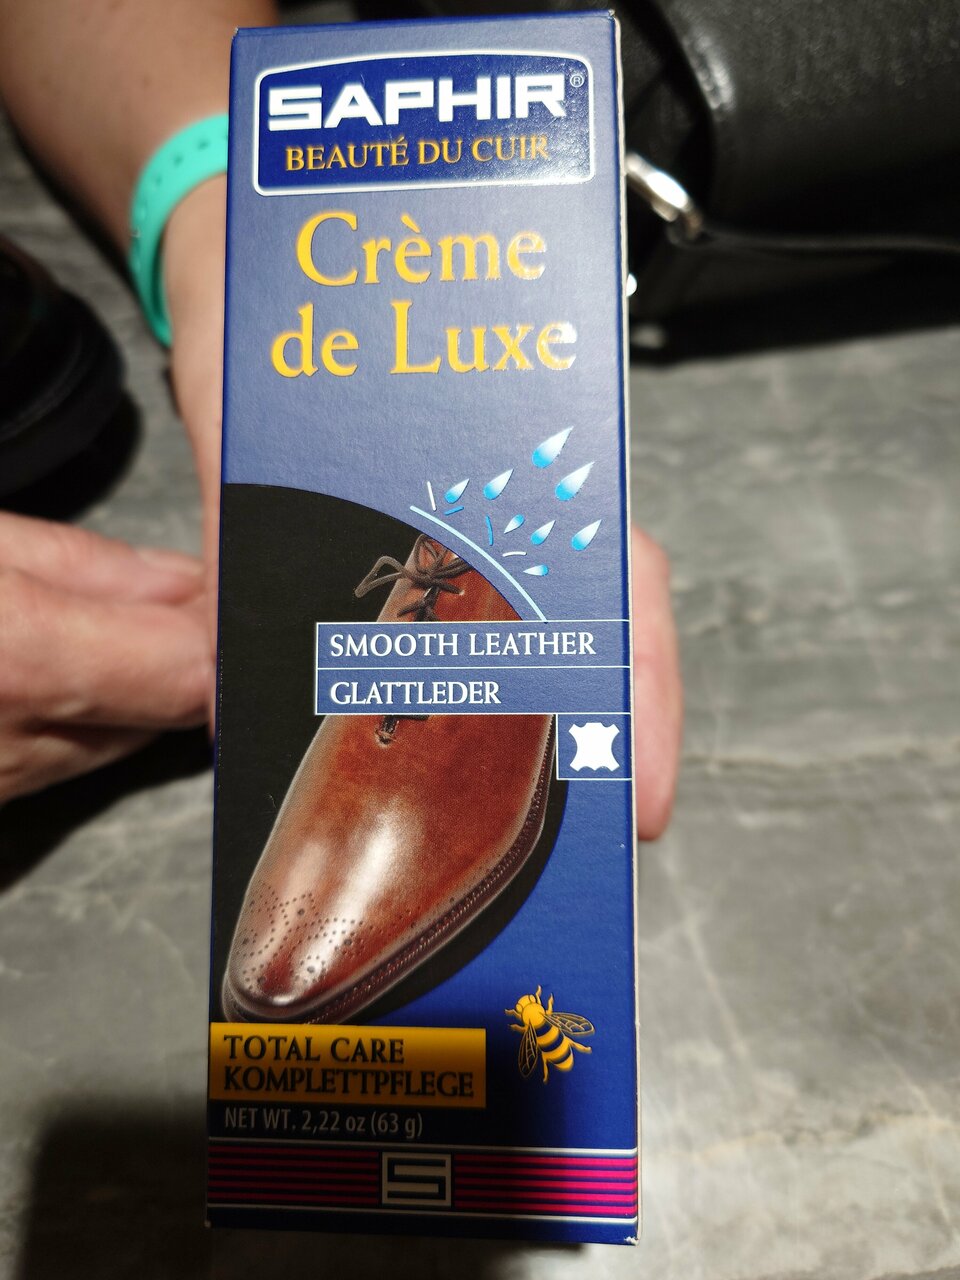 SAPHIR®
BEAUTÉ DU CUIR
Crème
de Luxe
SMOOTH LEATHER
GLATTLEDER
TOTAL CARE
KOMPLETTPFLEGE
NET WT. 2,22 oz (63 g)
S